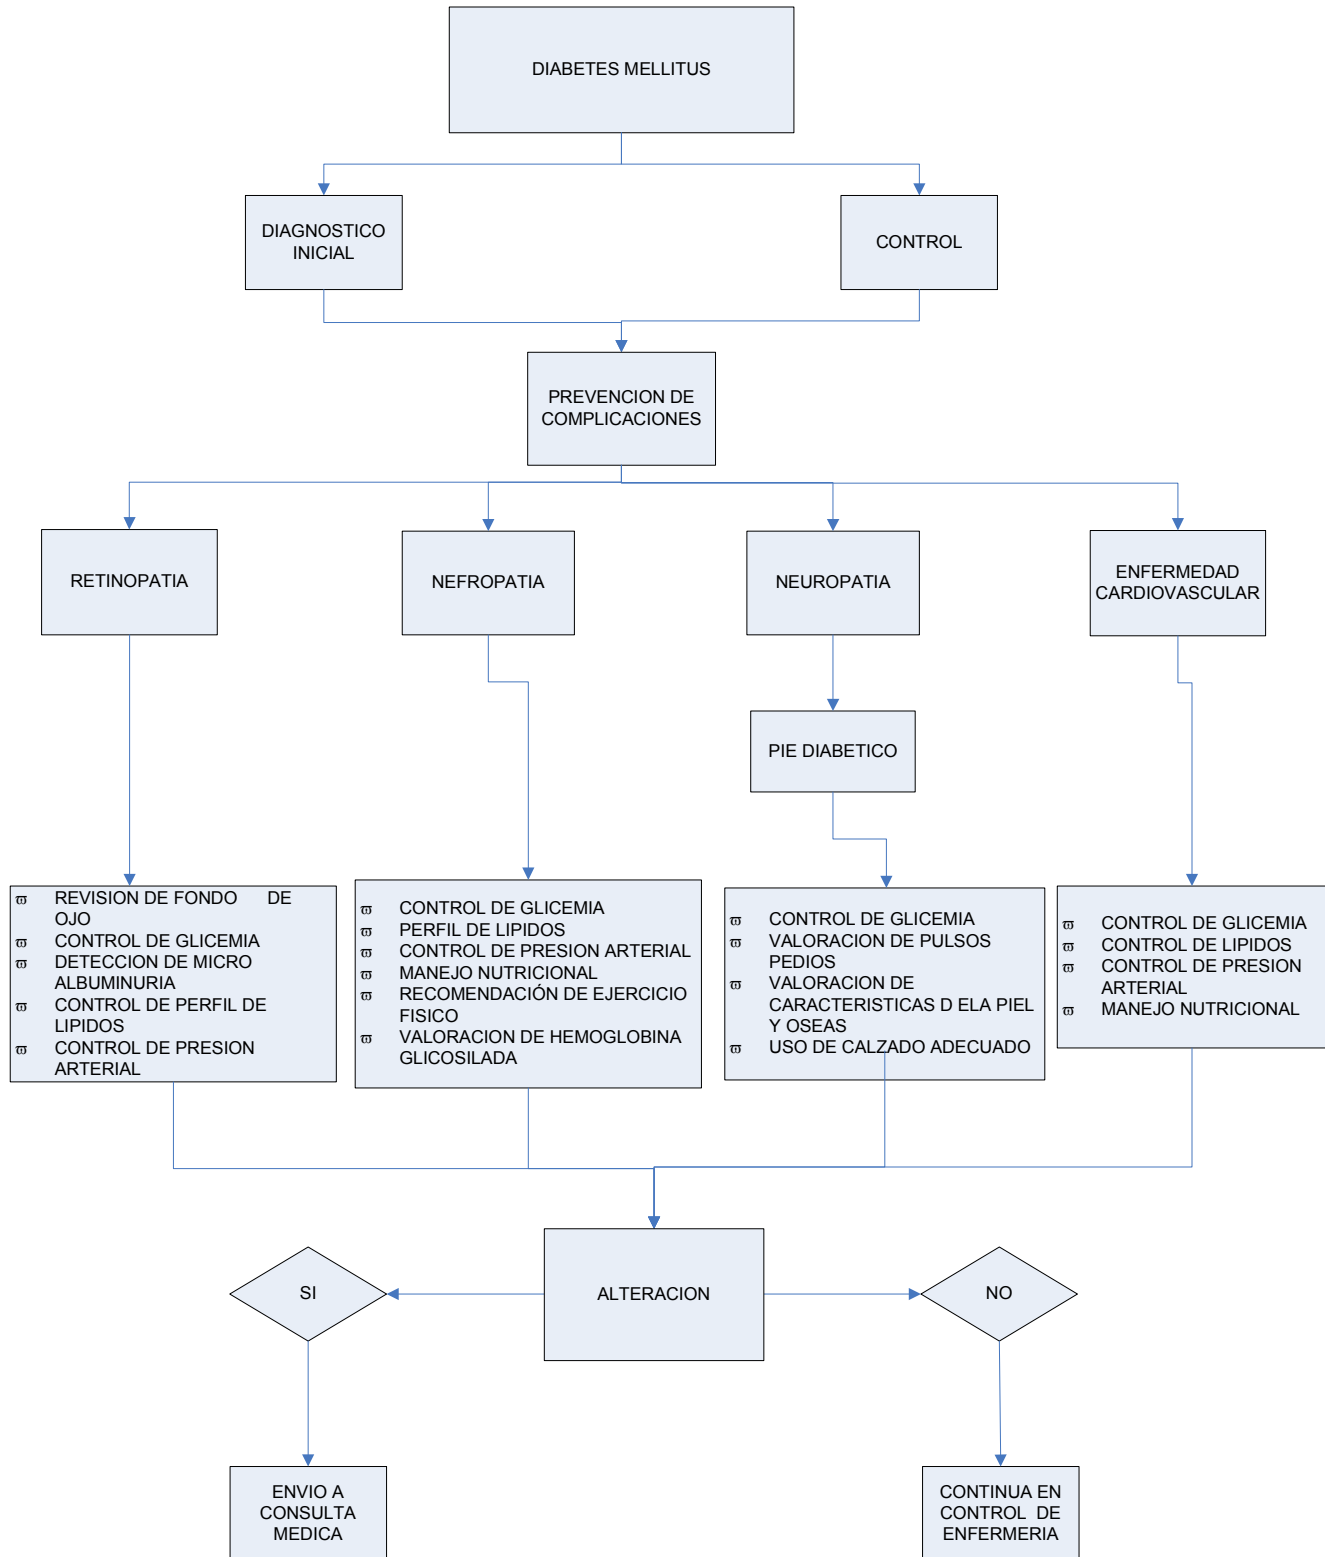 DIABETES MELLITUS
DIAGNOSTICO
INICIAL
CONTROL
PREVENCION DE
COMPLICACIONES
RETINOPATIA
NEFROPATIA
NEUROPATIA
ENFERMEDAD
CARDIOVASCULAR
PIE DIABETICO
ϖ REVISION DE FONDO DE
OJO
ϖ CONTROL DE GLICEMIA
ϖ DETECCION DE MICRO
ALBUMINURIA
ϖ CONTROL DE PERFIL DE
LIPIDOS
ϖ CONTROL DE PRESION
ARTERIAL
ϖ CONTROL DE GLICEMIA
ϖ PERFIL DE LIPIDOS
ϖ CONTROL DE PRESION ARTERIAL
ϖ MANEJO NUTRICIONAL
ϖ RECOMENDACIÓN DE EJERCICIO
FISICO
ϖ VALORACION DE HEMOGLOBINA
GLICOSILADA
ϖ CONTROL DE GLICEMIA
ϖ VALORACION DE PULSOS
PEDIOS
ϖ VALORACION DE
CARACTERISTICAS D ELA PIEL
Y OSEAS
ϖ USO DE CALZADO ADECUADO
ϖ CONTROL DE GLICEMIA
ϖ CONTROL DE LIPIDOS
ϖ CONTROL DE PRESION
ARTERIAL
ϖ MANEJO NUTRICIONAL
SI
ALTERACION
NO
ENVIO A
CONSULTA
MEDICA
CONTINUA EN
CONTROL DE
ENFERMERIA